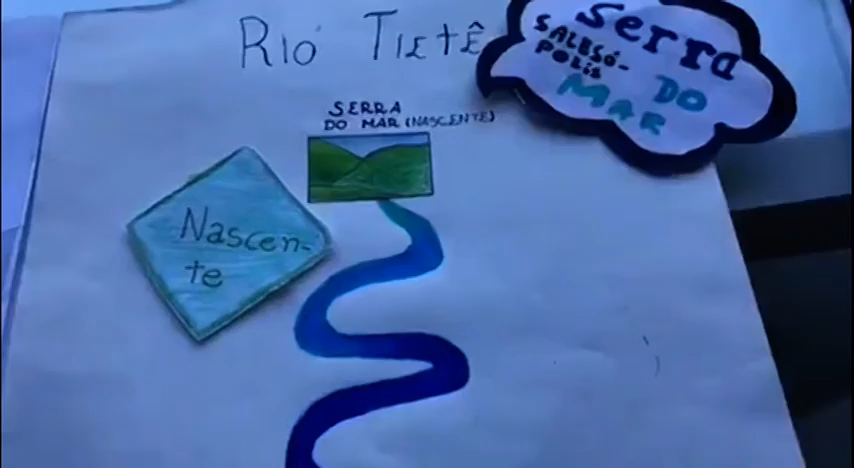 RIO TIETÊ
Serra
SALESÓ-
POLIS
DO
MAR
SERRA
DO MAR (NASCENTE)
Nascen-
te